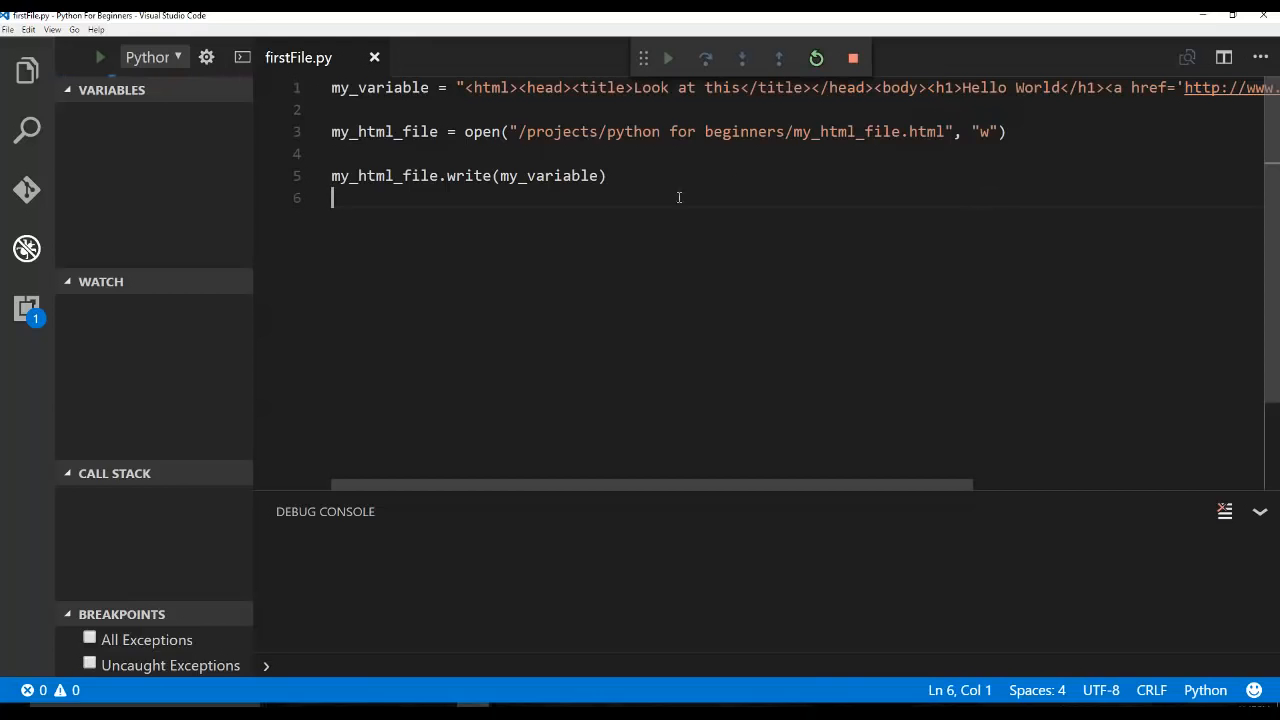 firstFile.py - Python For Beginners - Visual Studio Code
File Edit View Go Help
Python
firstFile.py
VARIABLES
1 my_variable = "<html><head><title>Look at this</title></head><body><h1>Hello World</h1><a href='http://www.
2
3 my_html_file = open("/projects/python for beginners/my_html_file.html", "w")
4
5 my_html_file.write(my_variable)
6
WATCH
CALL STACK
DEBUG CONSOLE
BREAKPOINTS
All Exceptions
Uncaught Exceptions
1
0 0
Ln 6, Col 1 Spaces: 4 UTF-8 CRLF Python